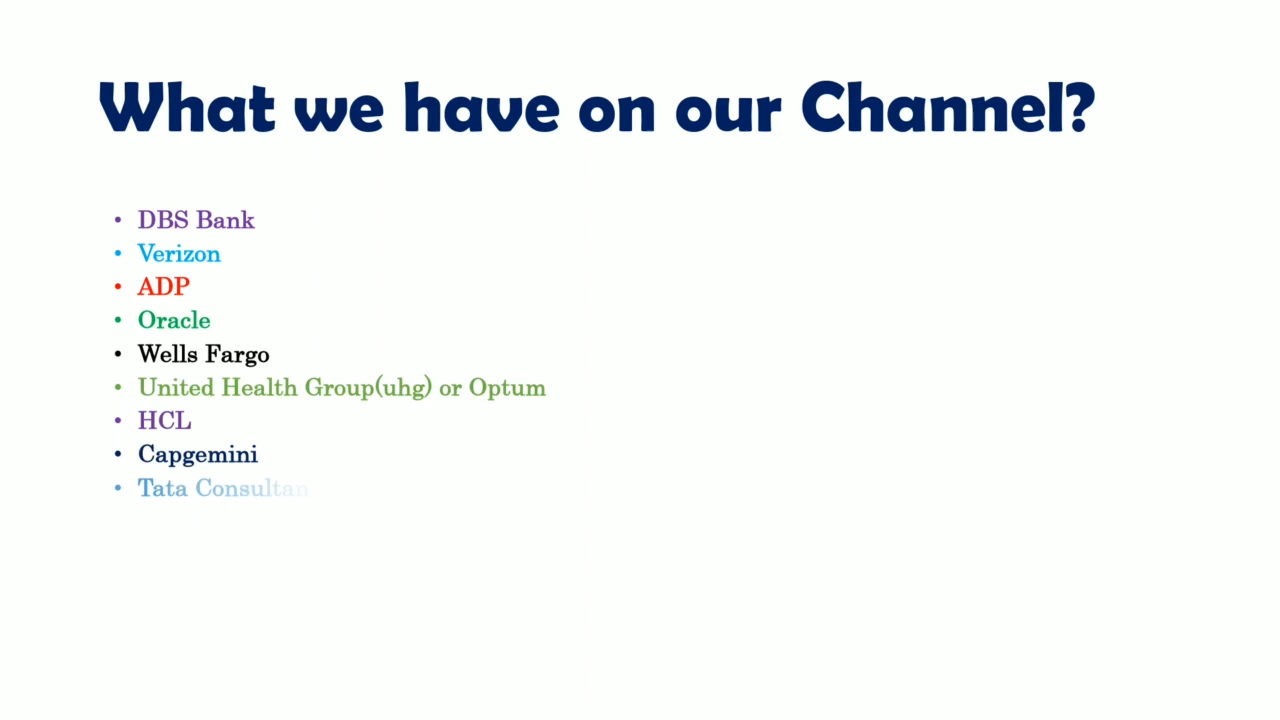 What we have on our Channel?
• DBS Bank
• Verizon
• ADP
• Oracle
• Wells Fargo
• United Health Group(uhg) or Optum
• HCL
• Capgemini
• Tata Consultan